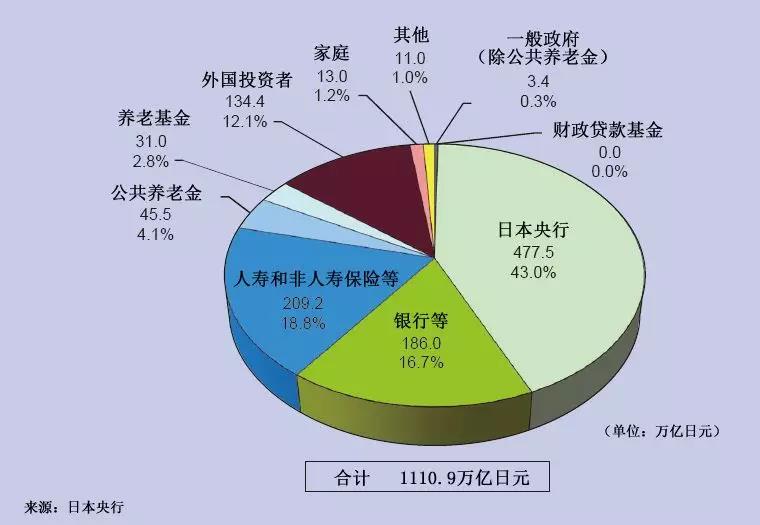 其他
11.0
1.0%
一般政府
（除公共养老金）
3.4
0.3%
家庭
13.0
1.2%
外国投资者
134.4
12.1%
养老基金
31.0
2.8%
财政贷款基金
0.0
0.0%
公共养老金
45.5
4.1%
日本央行
477.5
43.0%
人寿和非人寿保险等
209.2
18.8%
银行等
186.0
16.7%
（单位：万亿日元）
合计 1110.9万亿日元
来源：日本央行